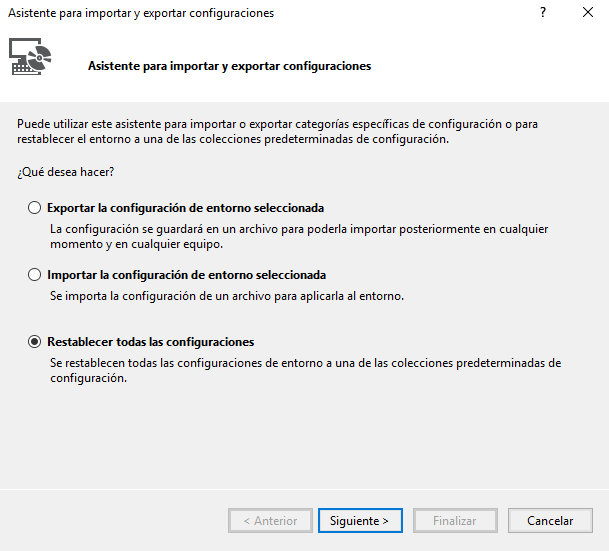 Asistente para importar y exportar configuraciones
?
Asistente para importar y exportar configuraciones
Puede utilizar este asistente para importar o exportar categorías específicas de configuración o para
restablecer el entorno a una de las colecciones predeterminadas de configuración.
¿Qué desea hacer?
Exportar la configuración de entorno seleccionada
La configuración se guardará en un archivo para poderla importar posteriormente en cualquier
momento y en cualquier equipo.
Importar la configuración de entorno seleccionada
Se importa la configuración de un archivo para aplicarla al entorno.
Restablecer todas las configuraciones
Se restablecen todas las configuraciones de entorno a una de las colecciones predeterminadas de
configuración.
< Anterior
Siguiente >
Finalizar
Cancelar